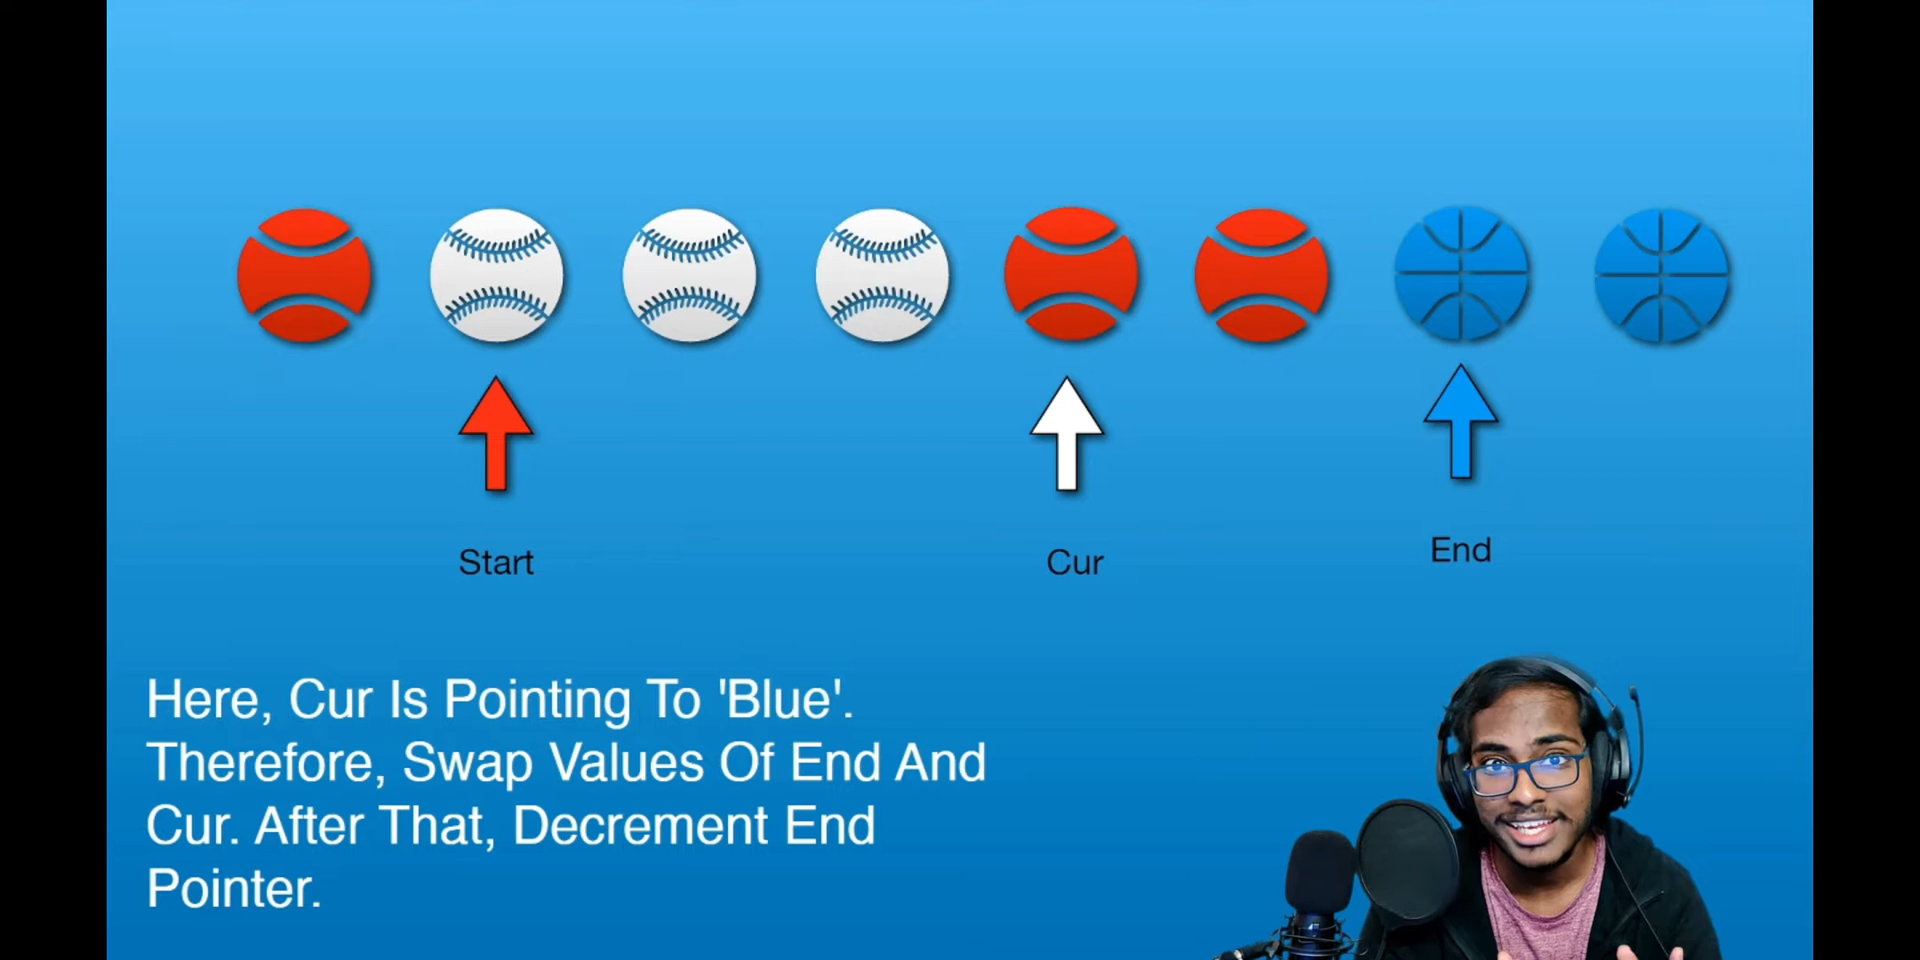 Start
Cur
End
Here, Cur Is Pointing To 'Blue'.
Therefore, Swap Values Of End And
Cur. After That, Decrement End
Pointer.